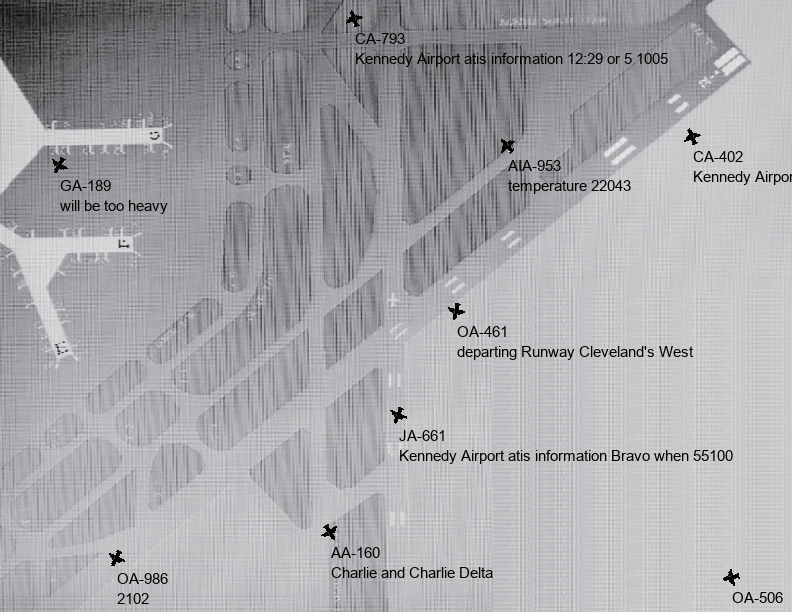 CA-793
Kennedy Airport atis information 12:29 or 5 1005
CA-402
Kennedy Airpor
AIA-953
temperature 22043
GA-189
will be too heavy
OA-461
departing Runway Cleveland's West
JA-661
Kennedy Airport atis information Bravo when 55100
AA-160
Charlie and Charlie Delta
OA-986
2102
OA-506